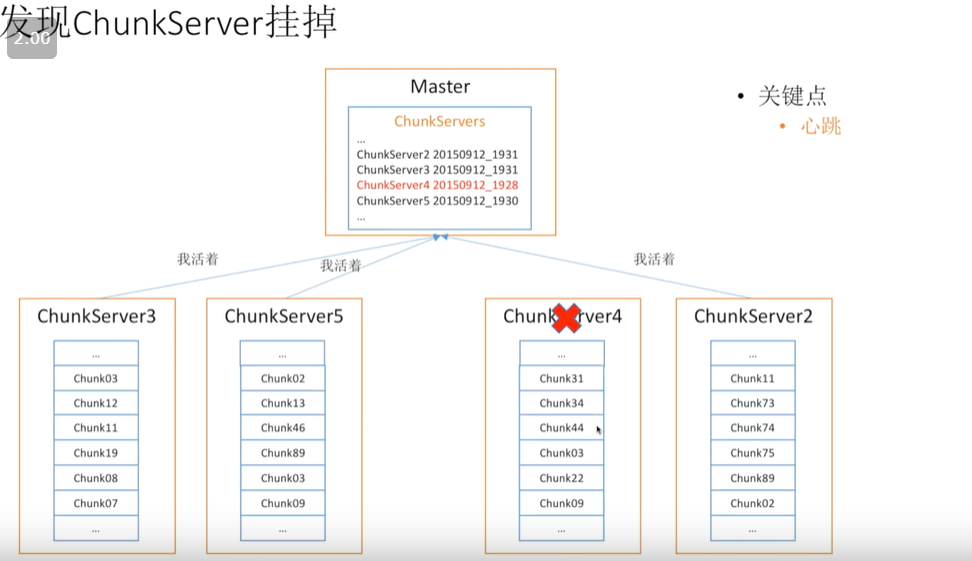 发现ChunkServer挂掉
2.00
Master
ChunkServers
...
ChunkServer2 20150912_1931
ChunkServer3 20150912_1931
ChunkServer4 20150912_1928
ChunkServer5 20150912_1930
...
• 关键点
• 心跳
我活着
我活着
我活着
ChunkServer3
...
Chunk03
Chunk12
Chunk11
Chunk19
Chunk08
Chunk07
...
ChunkServer5
...
Chunk02
Chunk13
Chunk46
Chunk89
Chunk03
Chunk09
...
ChunkServer4
...
Chunk31
Chunk34
Chunk44
Chunk03
Chunk22
Chunk09
...
ChunkServer2
...
Chunk11
Chunk73
Chunk74
Chunk75
Chunk89
Chunk02
...